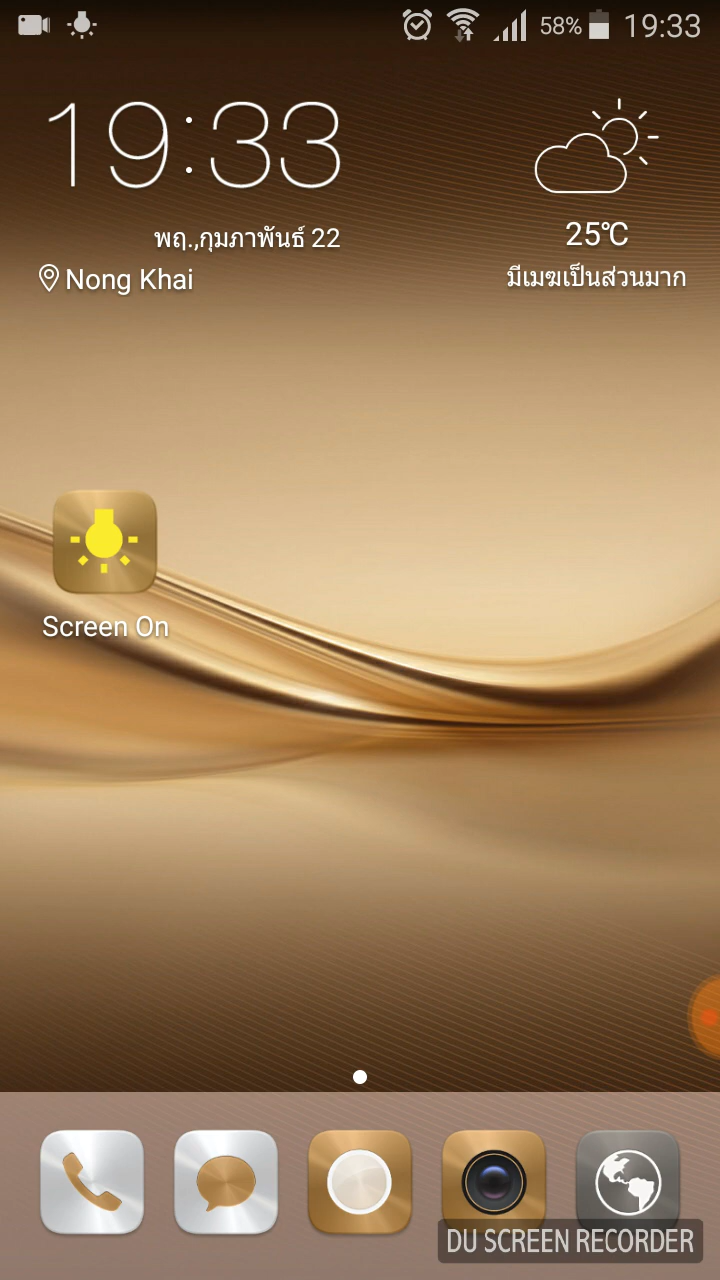 58% 19:33
19:33
พฤ.,กุมภาพันธ์ 22
Nong Khai
25℃
มีเมฆเป็นส่วนมาก
Screen On
DU SCREEN RECORDER